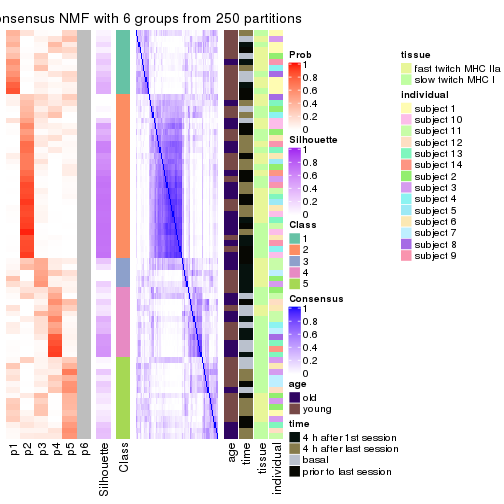 onsensus NMF with 6 groups from 250 partitions
Prob
1
0.8
0.6
0.4
0.2
0
Silhouette
1
0.8
0.6
0.4
0.2
0
Class
1
2
3
4
5
Consensus
1
0.8
0.6
0.4
0.2
0
age
old
young
time
4 h after 1st session
4 h after last session
basal
prior to last session
tissue
fast twitch MHC IIa
slow twitch MHC I
individual
subject 1
subject 10
subject 11
subject 12
subject 13
subject 14
subject 2
subject 3
subject 4
subject 5
subject 6
subject 7
subject 8
subject 9
p1
p2
p3
p4
p5
p6
Silhouette
Class
age
time
tissue
individual